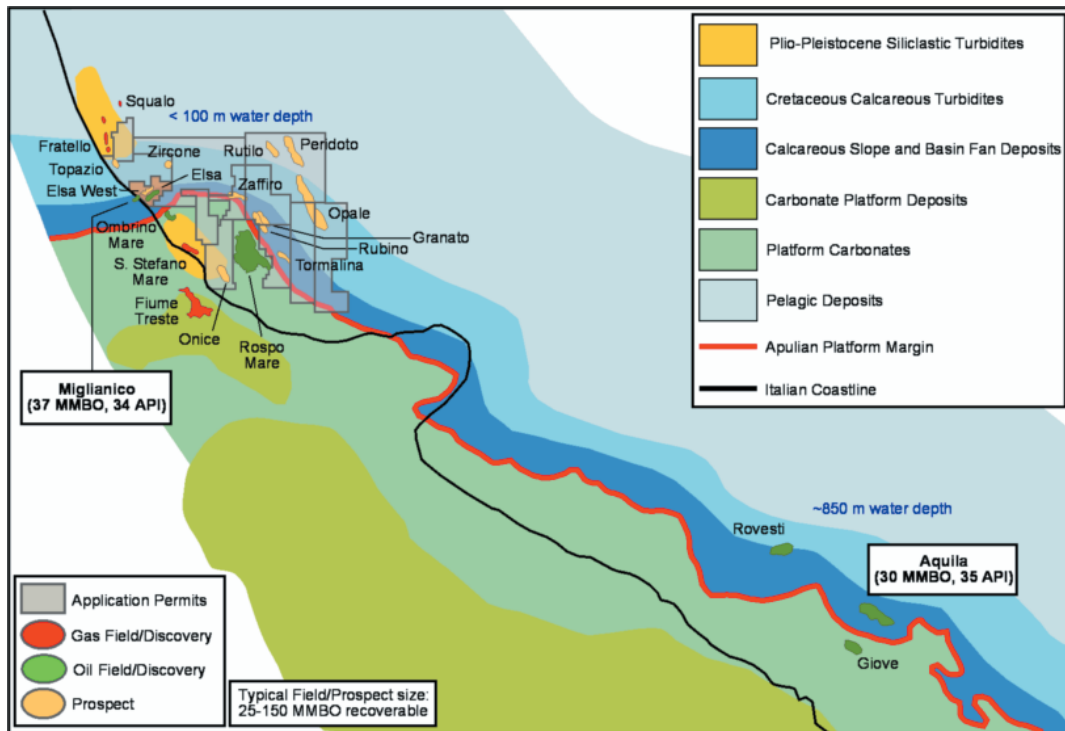 Plio-Pleistocene Siliclastic Turbidites
Cretaceous Calcareous Turbidites
Calcareous Slope and Basin Fan Deposits
Carbonate Platform Deposits
Platform Carbonates
Pelagic Deposits
Apulian Platform Margin
Italian Coastline
Squalo
< 100 m water depth
Fratello
Zircone
Rutilo
Peridoto
Topazio
Elsa
Zaffiro
Elsa West
Opale
Ombrino
Mare
Granato
Rubino
S. Stefano
Mare
Tormalina
Fiume
Treste
Onice
Rospo
Mare
Miglianico
(37 MMBO, 34 API)
~850 m water depth
Rovesti
Aquila
(30 MMBO, 35 API)
Giove
Application Permits
Gas Field/Discovery
Oil Field/Discovery
Prospect
Typical Field/Prospect size:
25-150 MMBO recoverable